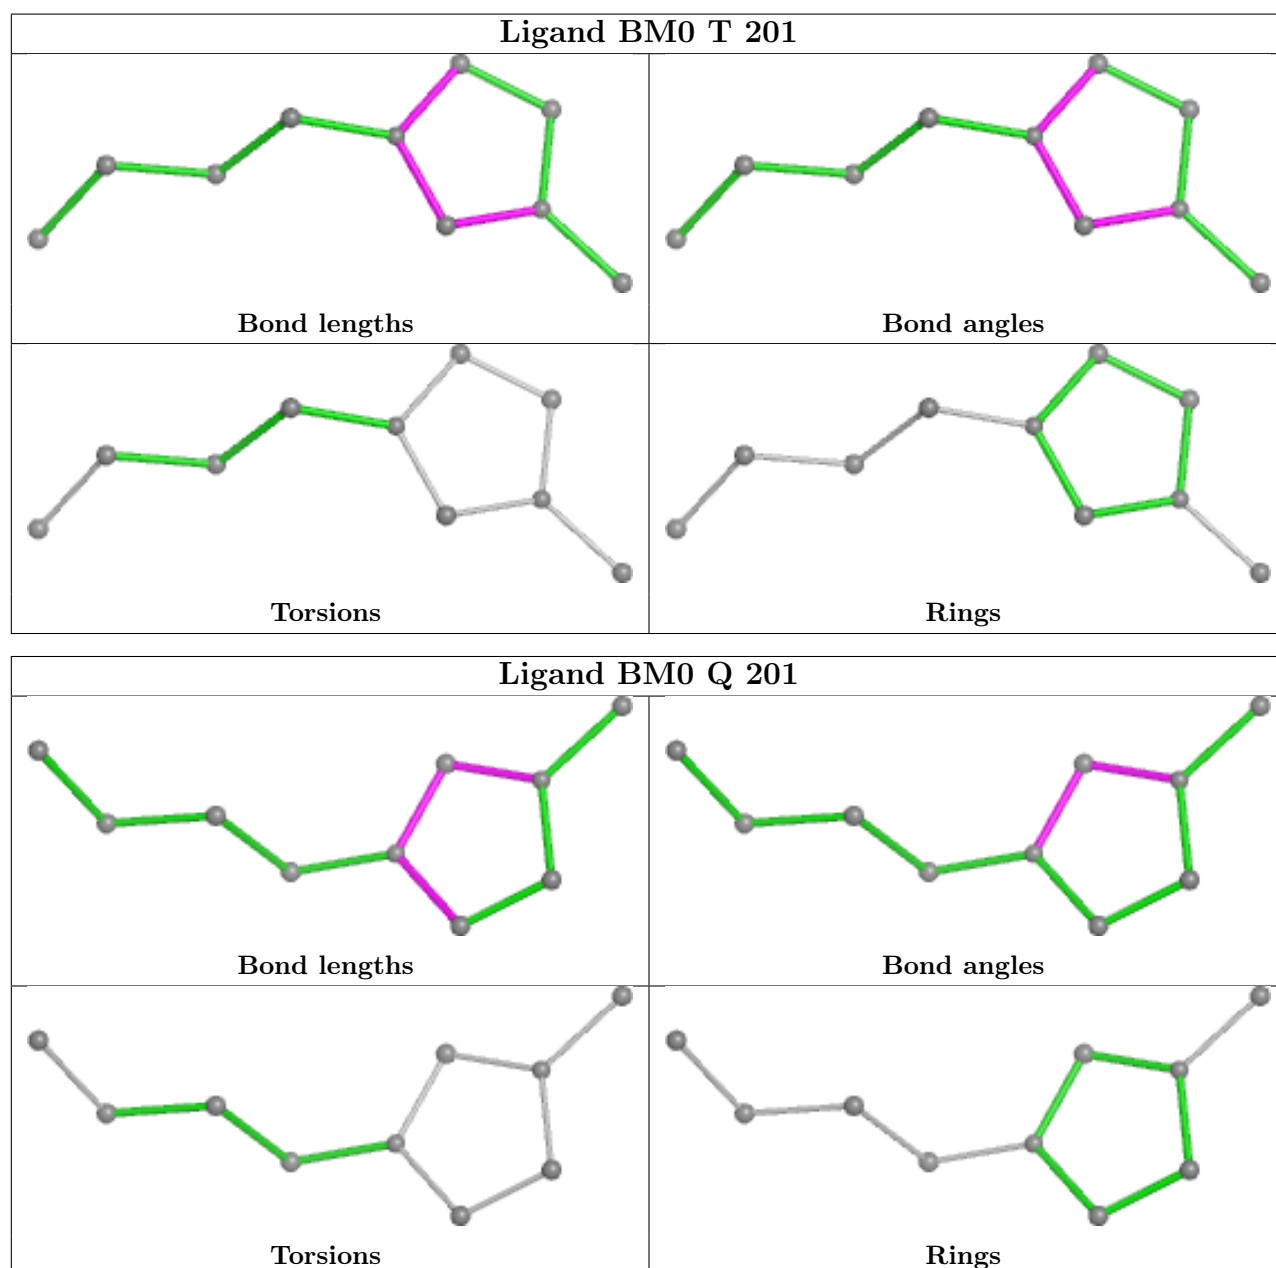 Ligand BM0 T 201
Bond lengths
Bond angles
Torsions
Rings
Ligand BM0 Q 201
Bond lengths
Bond angles
Torsions
Rings